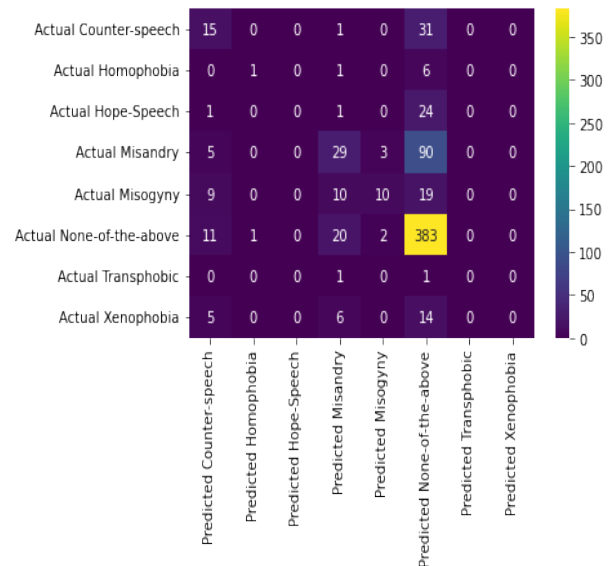 Actual Counter-speech 15 0 0 1 0 31 0 0
Actual Homophobia 0 1 0 1 0 6 0 0
Actual Hope-Speech 1 0 0 1 0 24 0 0
Actual Misandry 5 0 0 29 3 90 0 0
Actual Misogyny 9 0 0 10 10 19 0 0
Actual None-of-the-above 11 1 20 2 383 0 0
Actual Transphobic 0 0 0 1 0 1 0 0
Actual Xenophobia 5 0 0 6 0 14 0 0
Predicted Counter-speech
Predicted Homophobia
Predicted Hope-Speech
Predicted Misandry
Predicted Misogyny
Predicted None-of-the-above
Predicted Transphobic
Predicted Xenophobia
350
300
250
200
150
100
50
0